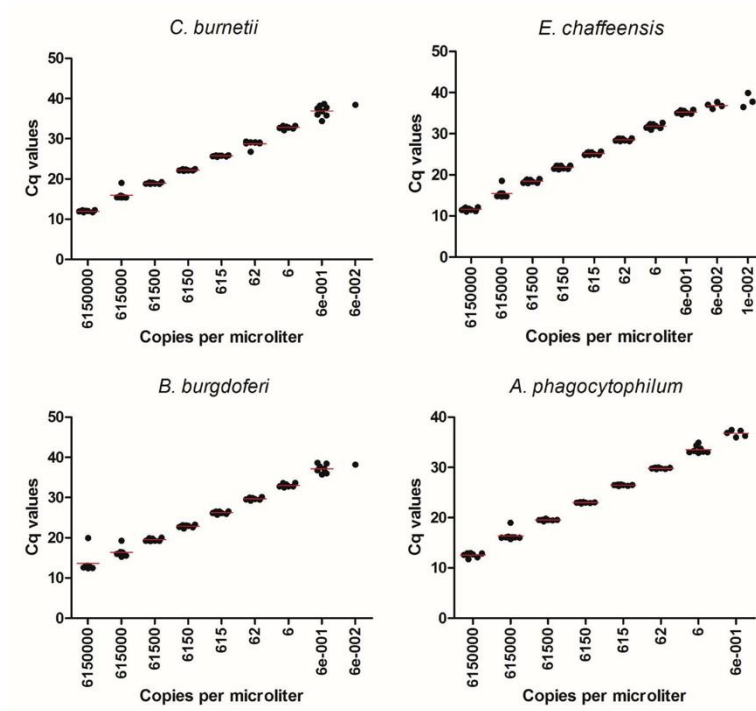 C. burnetii
50
40
30
20
10
0
Cq values
6150000
615000
61500
6150
615
62
6
6e-001
6e-002
Copies per microliter
E. chaffeensis
50
40
30
20
10
0
Cq values
6150000
615000
61500
6150
615
62
6
6e-001
6e-002
1e-002
Copies per microliter
B. burgdoferi
50
40
30
20
10
0
Cq values
6150000
615000
61500
6150
615
62
6
6e-001
6e-002
Copies per microliter
A. phagocytophilum
40
30
20
10
0
Cq values
6150000
615000
61500
6150
615
62
6
6e-001
Copies per microliter